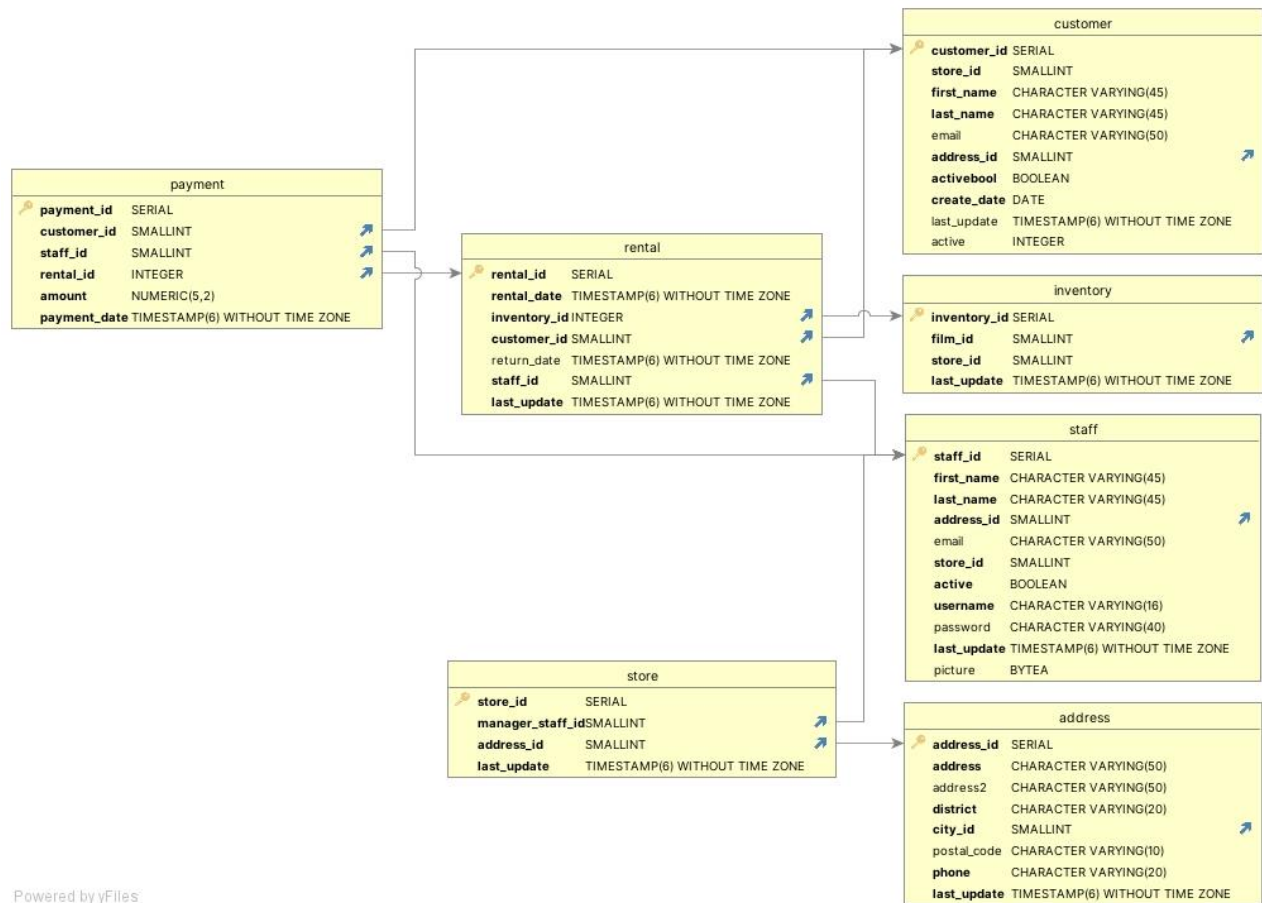 customer
customer_id SERIAL
store_id SMALLINT
first_name CHARACTER VARYING(45)
last_name CHARACTER VARYING(45)
email CHARACTER VARYING(50)
address_id SMALLINT
activebool BOOLEAN
create_date DATE
last_update TIMESTAMP(6) WITHOUT TIME ZONE
active INTEGER
payment
payment_id SERIAL
customer_id SMALLINT
staff_id SMALLINT
rental_id INTEGER
amount NUMERIC(5,2)
payment_date TIMESTAMP(6) WITHOUT TIME ZONE
rental
rental_id SERIAL
rental_date TIMESTAMP(6) WITHOUT TIME ZONE
inventory_id INTEGER
customer_id SMALLINT
return_date TIMESTAMP(6) WITHOUT TIME ZONE
staff_id SMALLINT
last_update TIMESTAMP(6) WITHOUT TIME ZONE
inventory
inventory_id SERIAL
film_id SMALLINT
store_id SMALLINT
last_update TIMESTAMP(6) WITHOUT TIME ZONE
staff
staff_id SERIAL
first_name CHARACTER VARYING(45)
last_name CHARACTER VARYING(45)
address_id SMALLINT
email CHARACTER VARYING(50)
store_id SMALLINT
active BOOLEAN
username CHARACTER VARYING(16)
password CHARACTER VARYING(40)
last_update TIMESTAMP(6) WITHOUT TIME ZONE
picture BYTEA
store
store_id SERIAL
manager_staff_id SMALLINT
address_id SMALLINT
last_update TIMESTAMP(6) WITHOUT TIME ZONE
address
address_id SERIAL
address CHARACTER VARYING(50)
address2 CHARACTER VARYING(50)
district CHARACTER VARYING(20)
city_id SMALLINT
postal_code CHARACTER VARYING(10)
phone CHARACTER VARYING(20)
last_update TIMESTAMP(6) WITHOUT TIME ZONE
Powered by yFiles